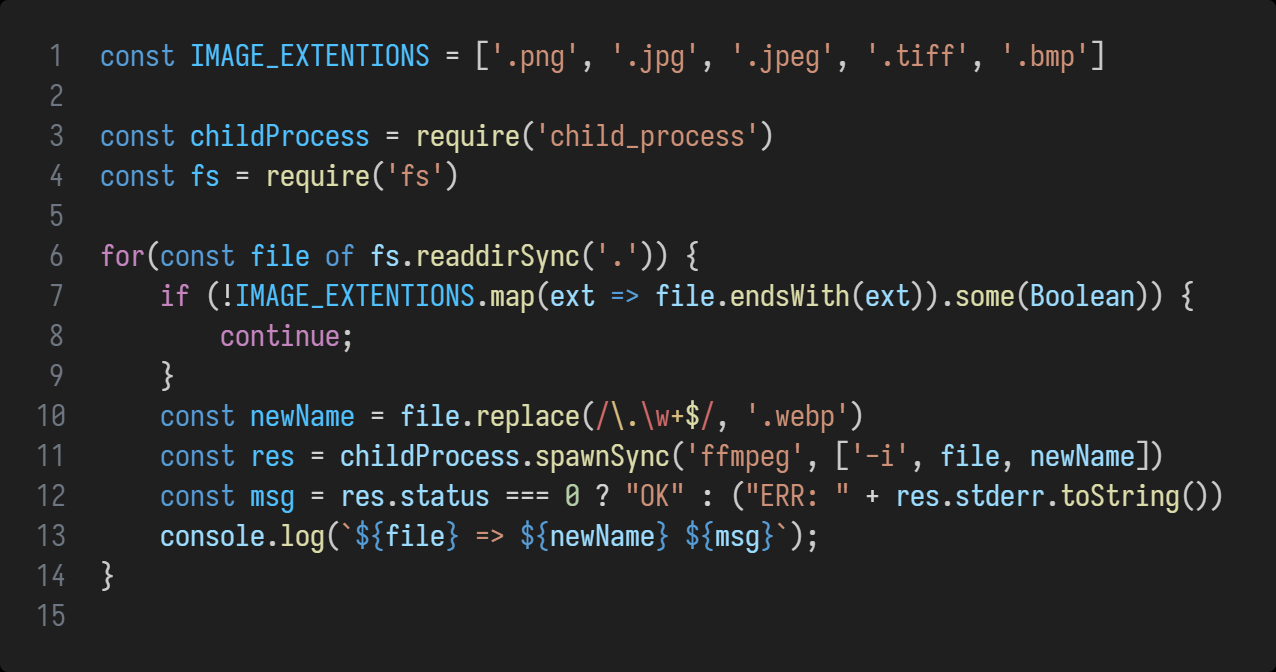 1 const IMAGE_EXTENTIONS = ['.png', '.jpg', '.jpeg', '.tiff', '.bmp']
2
3 const childProcess = require('child_process')
4 const fs = require('fs')
5
6 for(const file of fs.readdirSync('.')) {
7     if (!IMAGE_EXTENTIONS.map(ext => file.endsWith(ext)).some(Boolean)) {
8         continue;
9     }
10     const newName = file.replace(/\.\w+$/, '.webp')
11     const res = childProcess.spawnSync('ffmpeg', ['-i', file, newName])
12     const msg = res.status === 0 ? "OK" : ("ERR: " + res.stderr.toString())
13     console.log(`${file} => ${newName} ${msg}`);
14 }
15